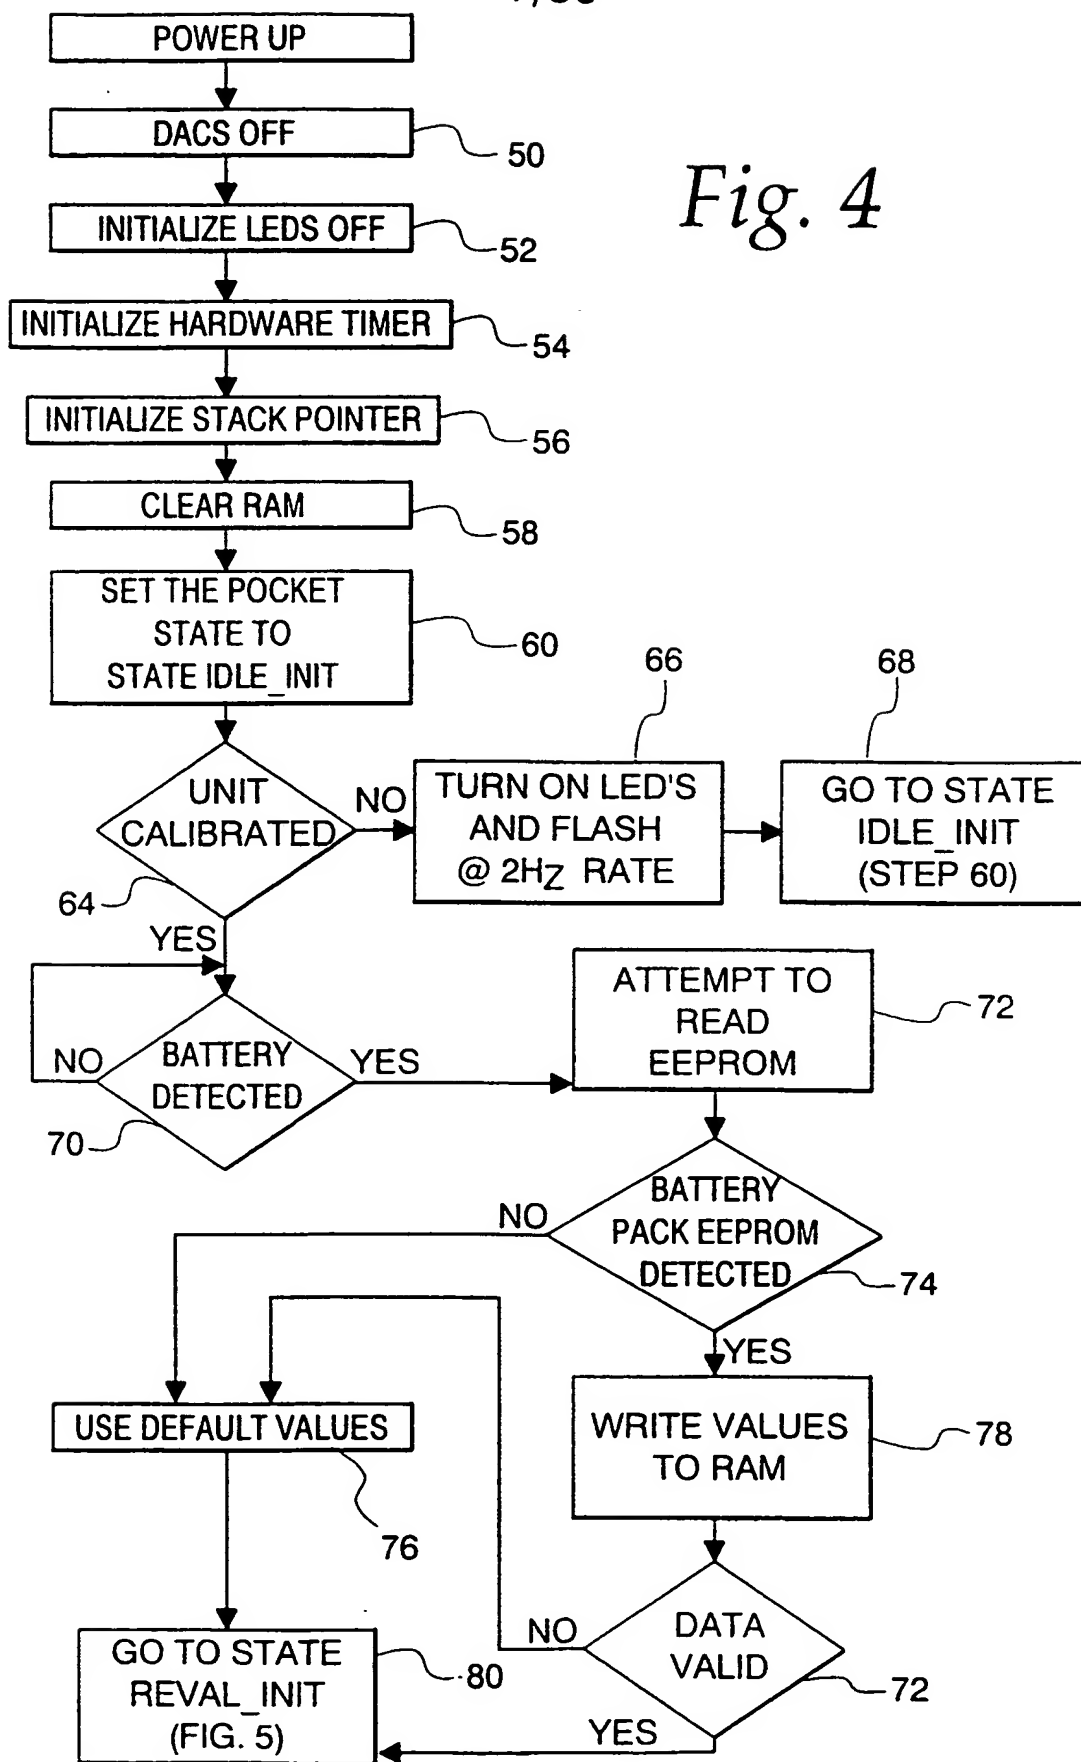 POWER UP
DACS OFF
50
Fig. 4
INITIALIZE LEDS OFF
52
INITIALIZE HARDWARE TIMER
54
INITIALIZE STACK POINTER
56
CLEAR RAM
58
SET THE POCKET
STATE TO
STATE IDLE_INIT
60
66
68
UNIT
CALIBRATED
64
NO
TURN ON LED'S
AND FLASH
@ 2HZ RATE
GO TO STATE
IDLE_INIT
(STEP 60)
YES
BATTERY
DETECTED
70
NO
YES
ATTEMPT TO
READ
EEPROM
72
BATTERY
PACK EEPROM
DETECTED
74
NO
YES
USE DEFAULT VALUES
76
WRITE VALUES
TO RAM
78
DATA
VALID
72
NO
YES
GO TO STATE
REVAL_INIT
(FIG. 5)
80